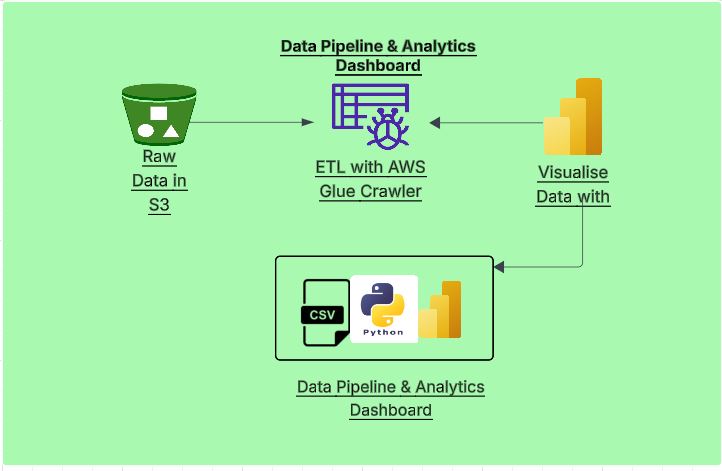 Data Pipeline & Analytics
Dashboard
Raw
Data in
S3
ETL with AWS
Glue Crawler
Visualise
Data with
CSV
Python
Data Pipeline & Analytics
Dashboard